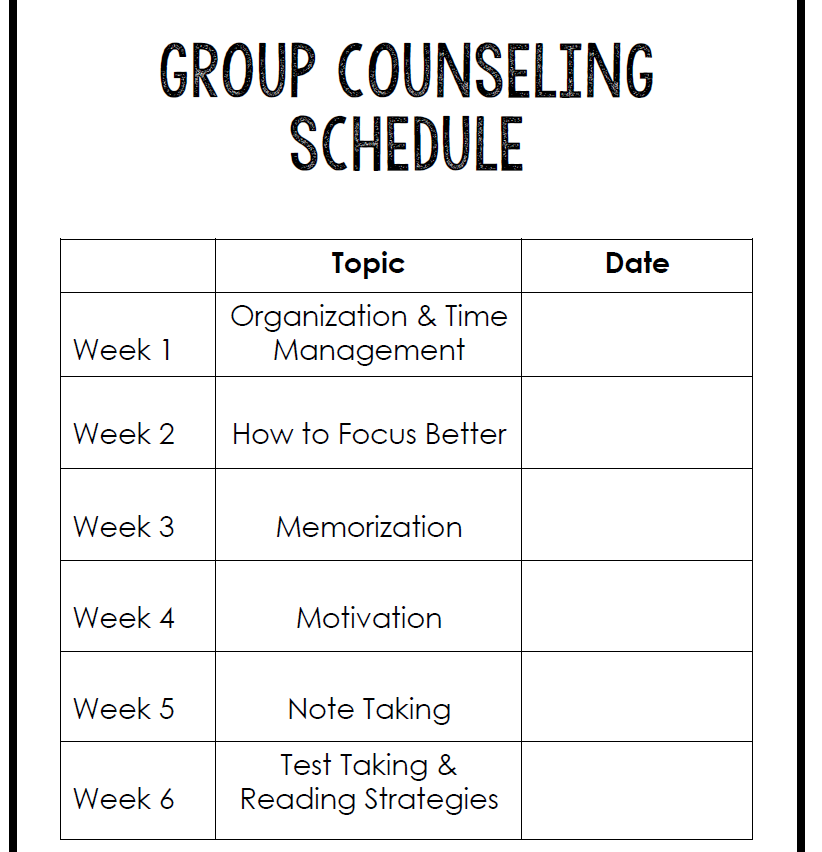 GROUP COUNSELING
SCHEDULE
Topic Date
Organization & Time
Week 1 Management
Week 2 How to Focus Better
Week 3 Memorization
Week 4 Motivation
Week 5 Note Taking
Test Taking &
Week 6 Reading Strategies